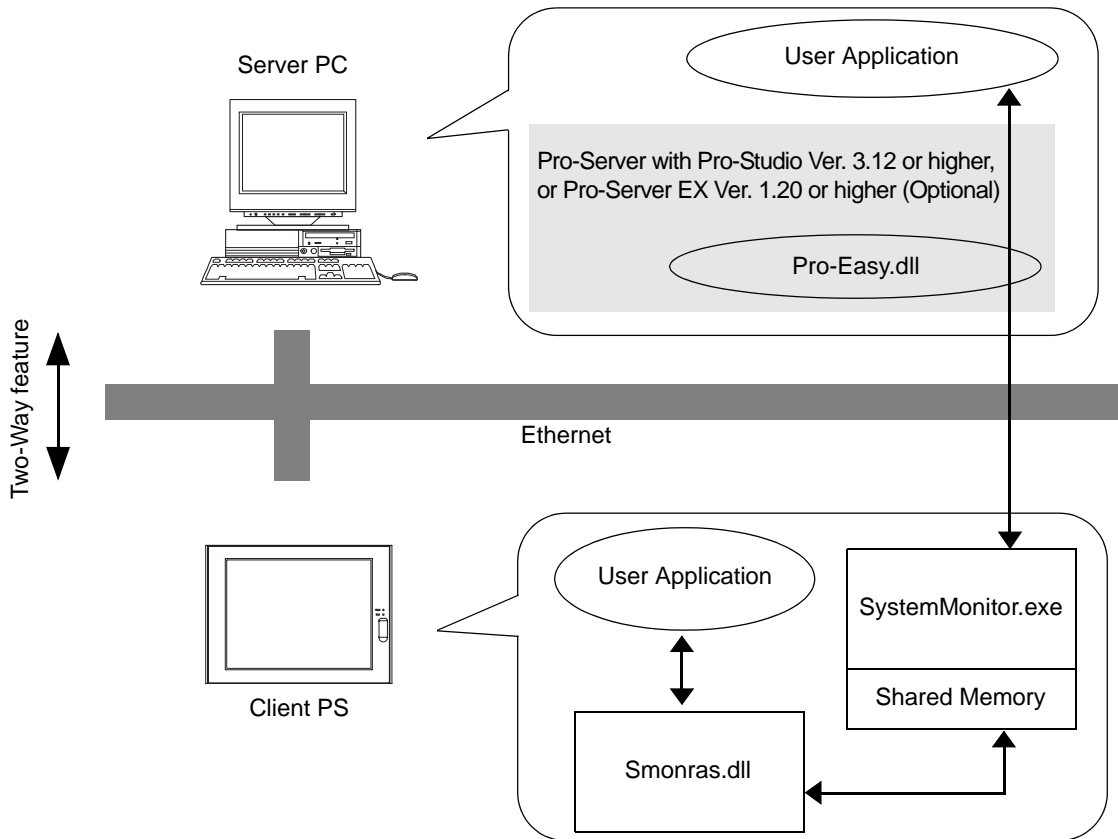 Server PC
User Application
Pro-Server with Pro-Studio Ver. 3.12 or higher,
or Pro-Server EX Ver. 1.20 or higher (Optional)
Pro-Easy.dll
Two-Way feature
Ethernet
Client PS
User Application
SystemMonitor.exe
Shared Memory
Smonras.dll